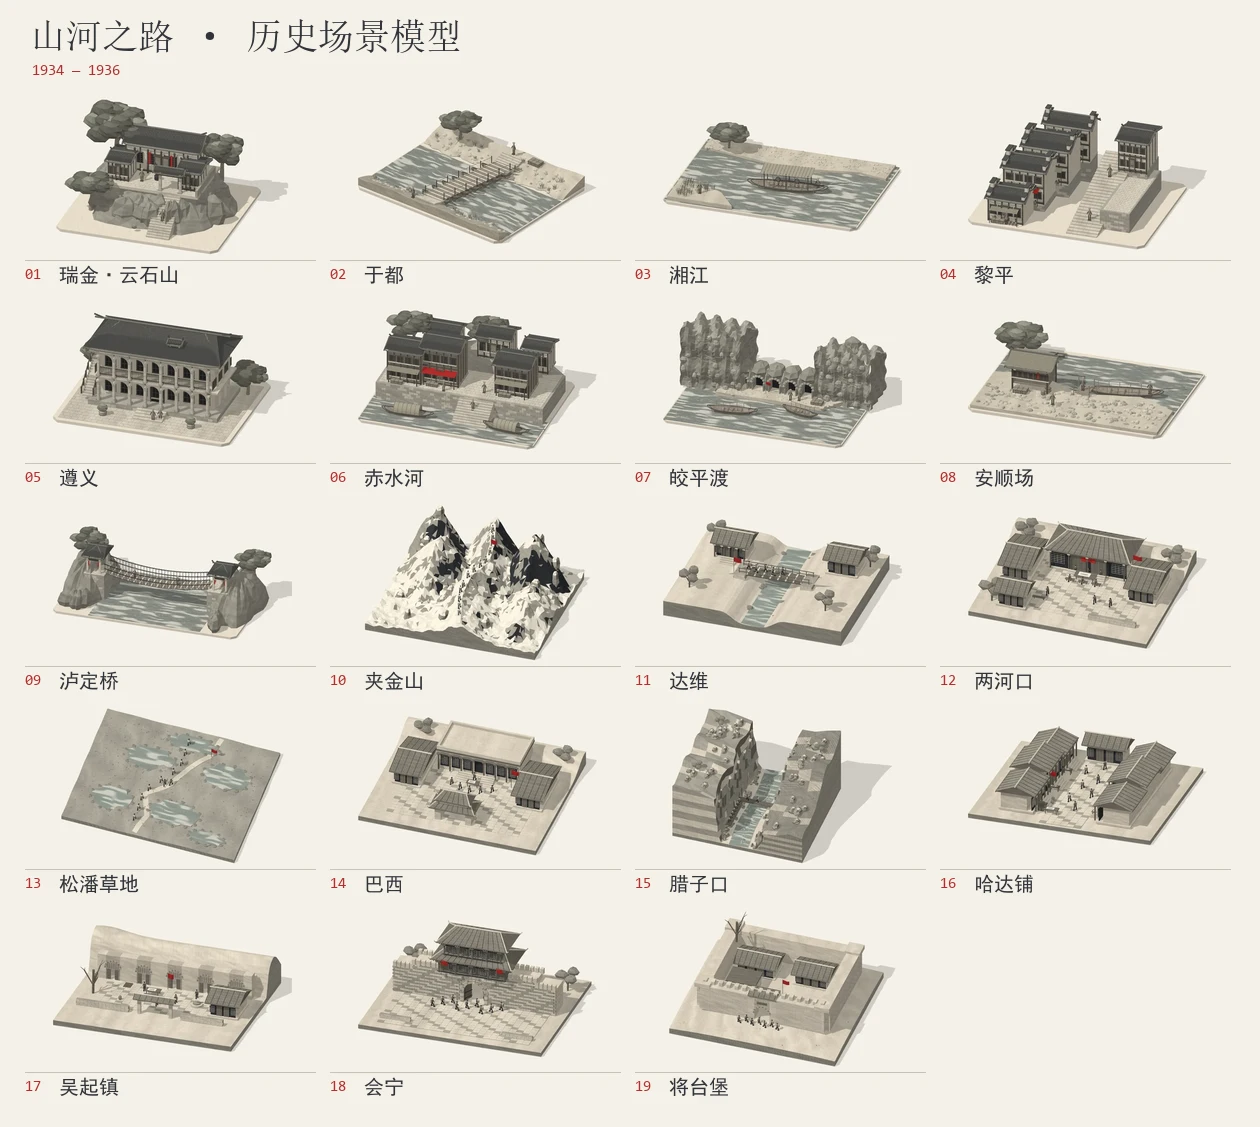 山河之路 • 历史场景模型
1934 — 1936
01 瑞金·云石山
02 于都
03 湘江
04 黎平
05 遵义
06 赤水河
07 皎平渡
08 安顺场
09 泸定桥
10 夹金山
11 达维
12 两河口
13 松潘草地
14 巴西
15 腊子口
16 哈达铺
17 吴起镇
18 会宁
19 将台堡